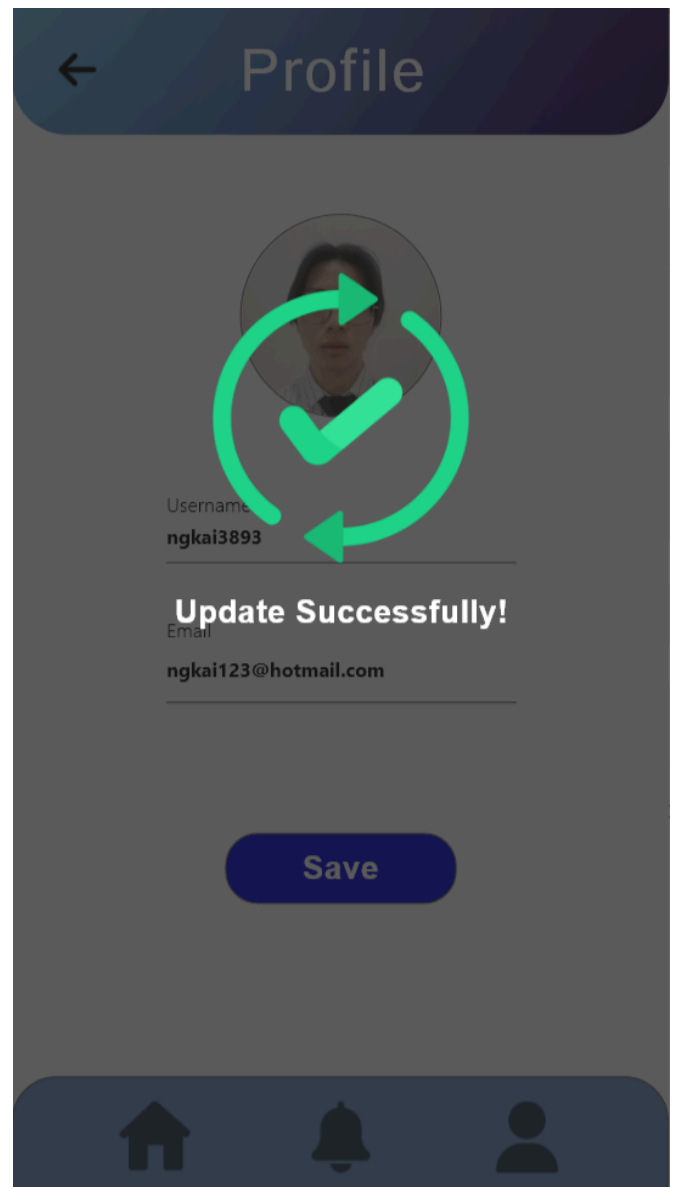 Profile
Username
ngkai3893
Update Successfully!
Email
ngkai123@hotmail.com
Save